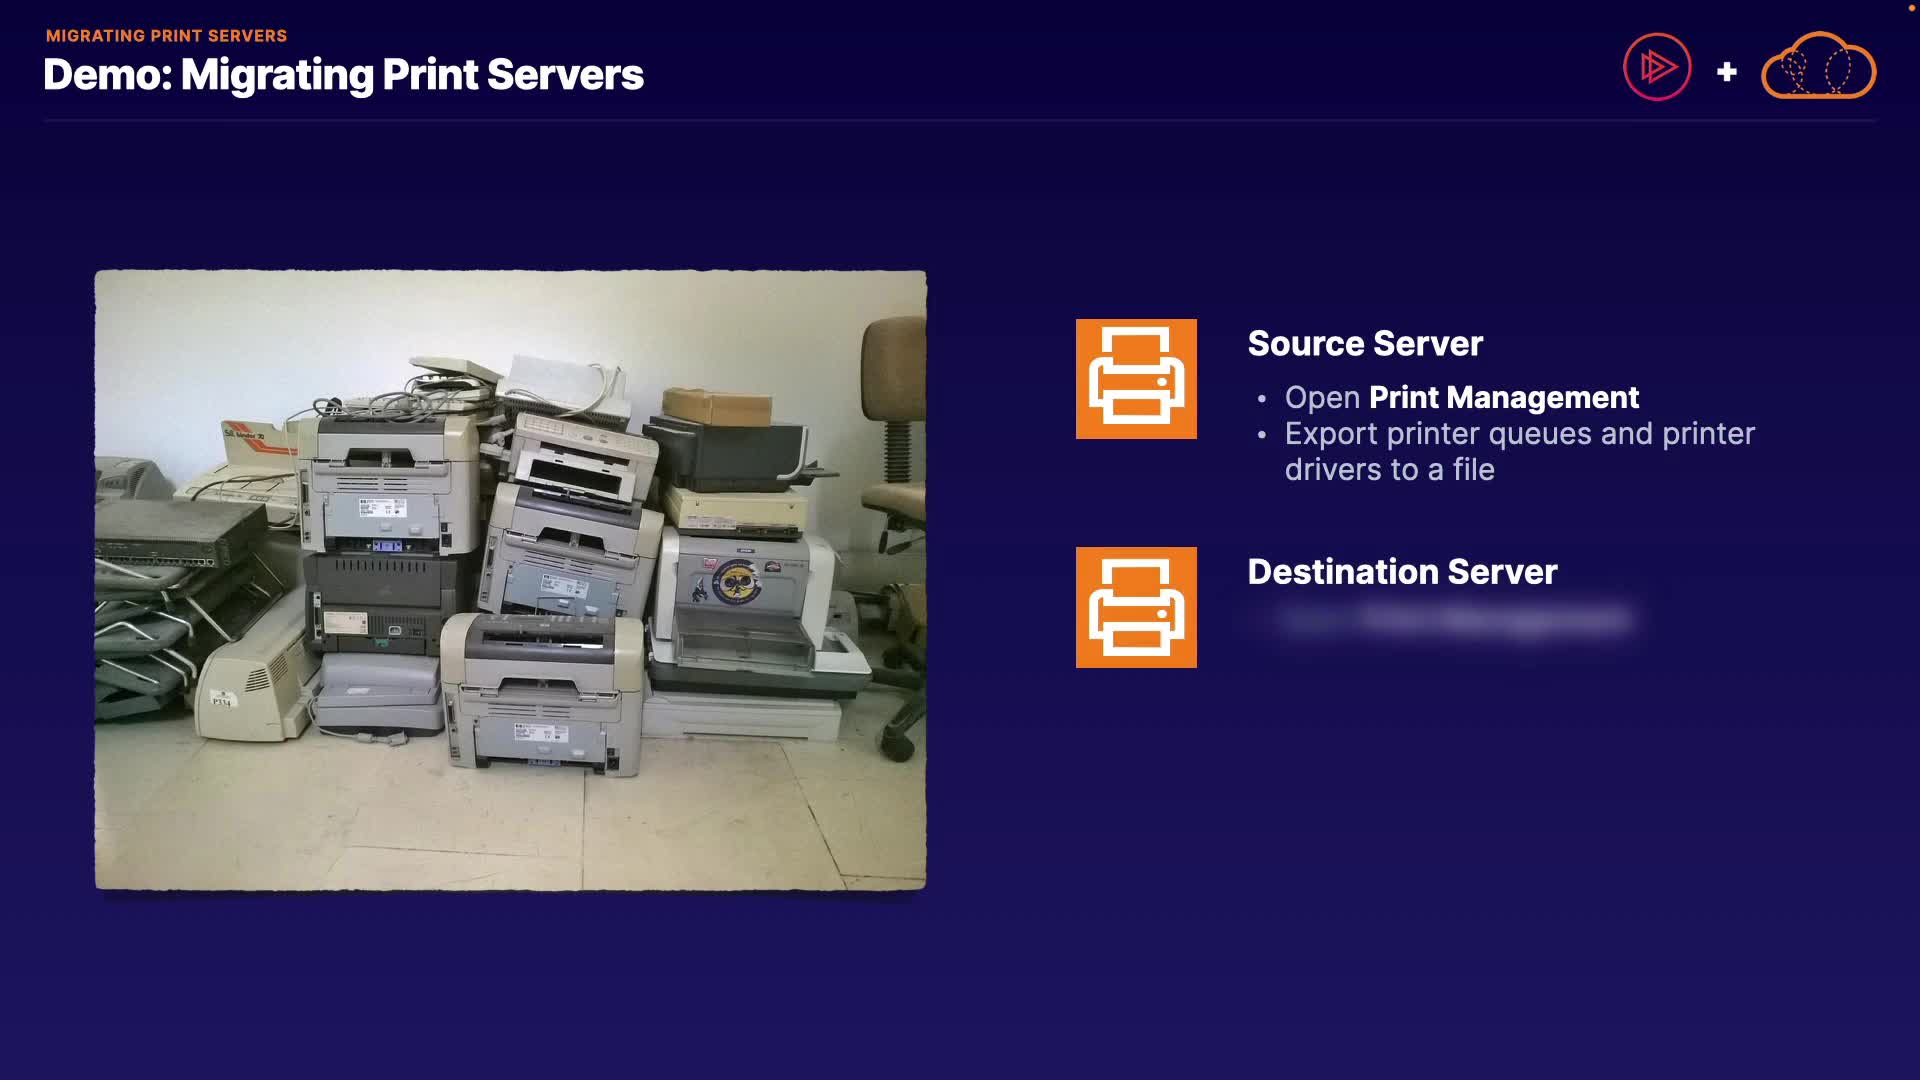 MIGRATING PRINT SERVERS
Demo: Migrating Print Servers
Source Server
• Open Print Management
• Export printer queues and printer
drivers to a file
Destination Server
P334